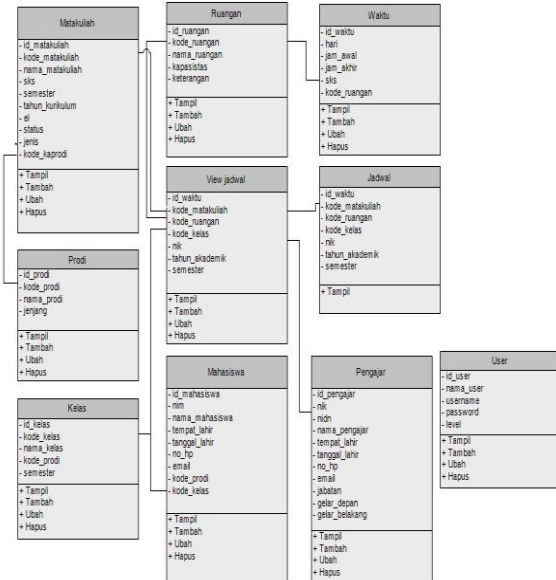 Matakuliah
- id_matakuliah
- kode_matakuliah
- nama_matakuliah
- sks
- semester
- tahun_kurikulum
- el
- status
- jenis
- kode_kaprodi
+ Tampil
+ Tambah
+ Ubah
+ Hapus
Ruangan
- id_ruangan
- kode_ruangan
- nama_ruangan
- kapasistas
- keterangan
+ Tampil
+ Tambah
+ Ubah
+ Hapus
Waktu
- id_waktu
- hari
- jam_awal
- jam_akhir
- sks
- kode_ruangan
+ Tampil
+ Tambah
+ Ubah
+ Hapus
View jadwal
- id_waktu
- kode_matakuliah
- kode_ruangan
- kode_kelas
- nik
- tahun_akademik
- semester
+ Tampil
+ Tambah
+ Ubah
+ Hapus
Jadwal
- id_waktu
- kode_matakuliah
- kode_ruangan
- kode_kelas
- nik
- tahun_akademik
- semester
+ Tampil
Prodi
- id_prodi
- kode_prodi
- nama_prodi
- jenjang
+ Tampil
+ Tambah
+ Ubah
+ Hapus
Kelas
- id_kelas
- kode_kelas
- nama_kelas
- kode_prodi
- semester
+ Tampil
+ Tambah
+ Ubah
+ Hapus
Mahasiswa
- id_mahasiswa
- nim
- nama_mahasiswa
- tempat_lahir
- tanggal_lahir
- no_hp
- email
- kode_prodi
- kode_kelas
+ Tampil
+ Tambah
+ Ubah
+ Hapus
Pengajar
- id_pengajar
- nik
- nidn
- nama_pengajar
- tempat_lahir
- tanggal_lahir
- no_hp
- email
- jabatan
- gelar_depan
- gelar_belakang
+ Tampil
+ Tambah
+ Ubah
+ Hapus
User
- id_user
- nama_user
- username
- password
- level
+ Tampil
+ Tambah
+ Ubah
+ Hapus